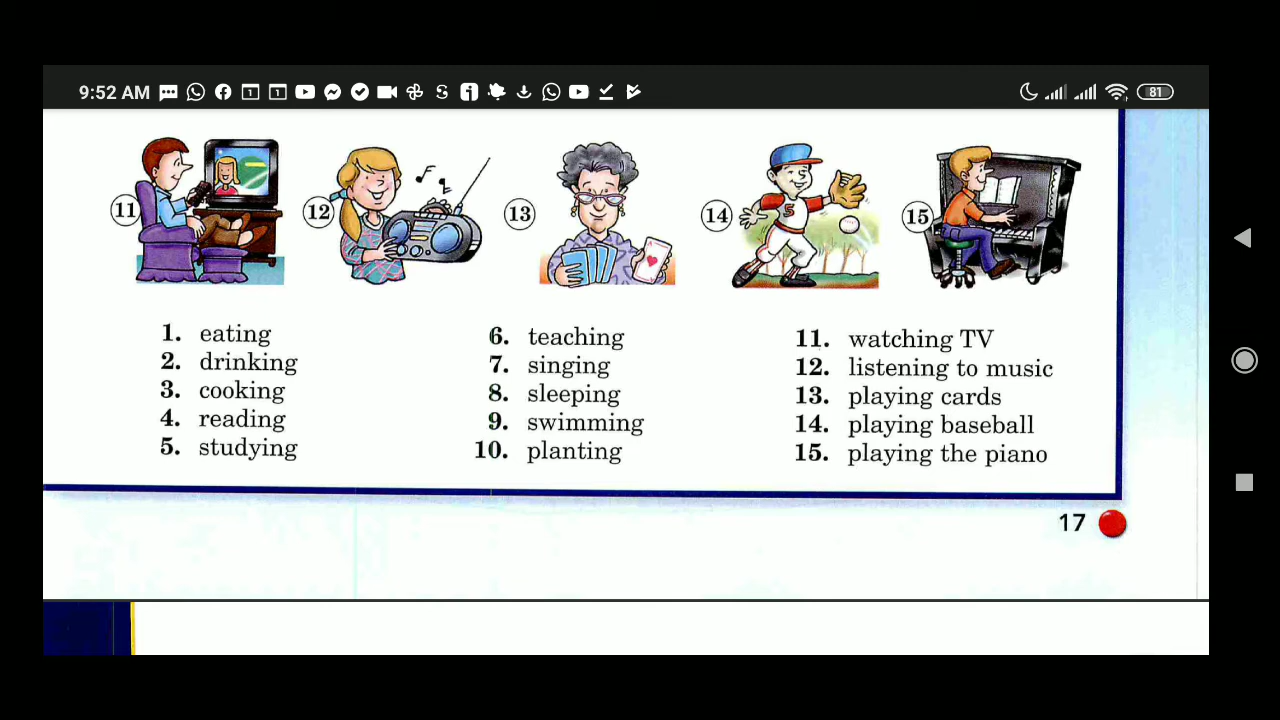 9:52 AM 81
11 12 13 14 15
5
1. eating
2. drinking
3. cooking
4. reading
5. studying
6. teaching
7. singing
8. sleeping
9. swimming
10. planting
11. watching TV
12. listening to music
13. playing cards
14. playing baseball
15. playing the piano
17